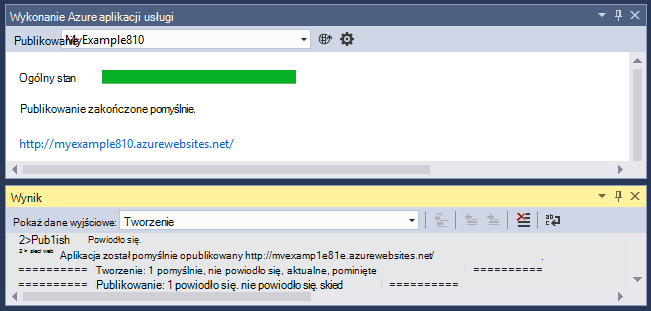 Wykonanie Azure aplikacji usługi
Publikowanie MyExample810
Ogólny stan
Publikowanie zakończone pomyślnie.
http://myexample810.azurewebsites.net/
Wynik
Pokaż dane wyjściowe: Tworzenie
2>Pub1ish Powiodło się.
2> sied web Aplikacja został pomyślnie opublikowany http://mvexamp1e81e.azurewebsites.net/ .
========== Tworzenie: 1 pomyślnie, nie powiodło się, aktualne, pominięte ==========
========== Publikowanie: 1 powiodło się. nie powiodło się. skied ==========